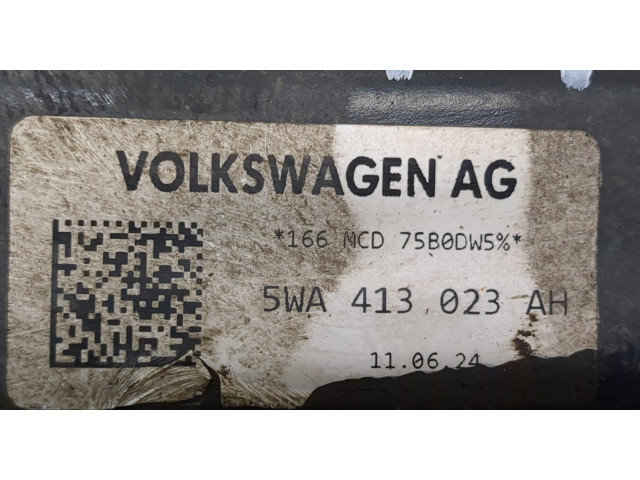 VOLKSWAGEN AG
*166 MCD 75B0DW5%*
5WA 413 023 AH
11.06.24